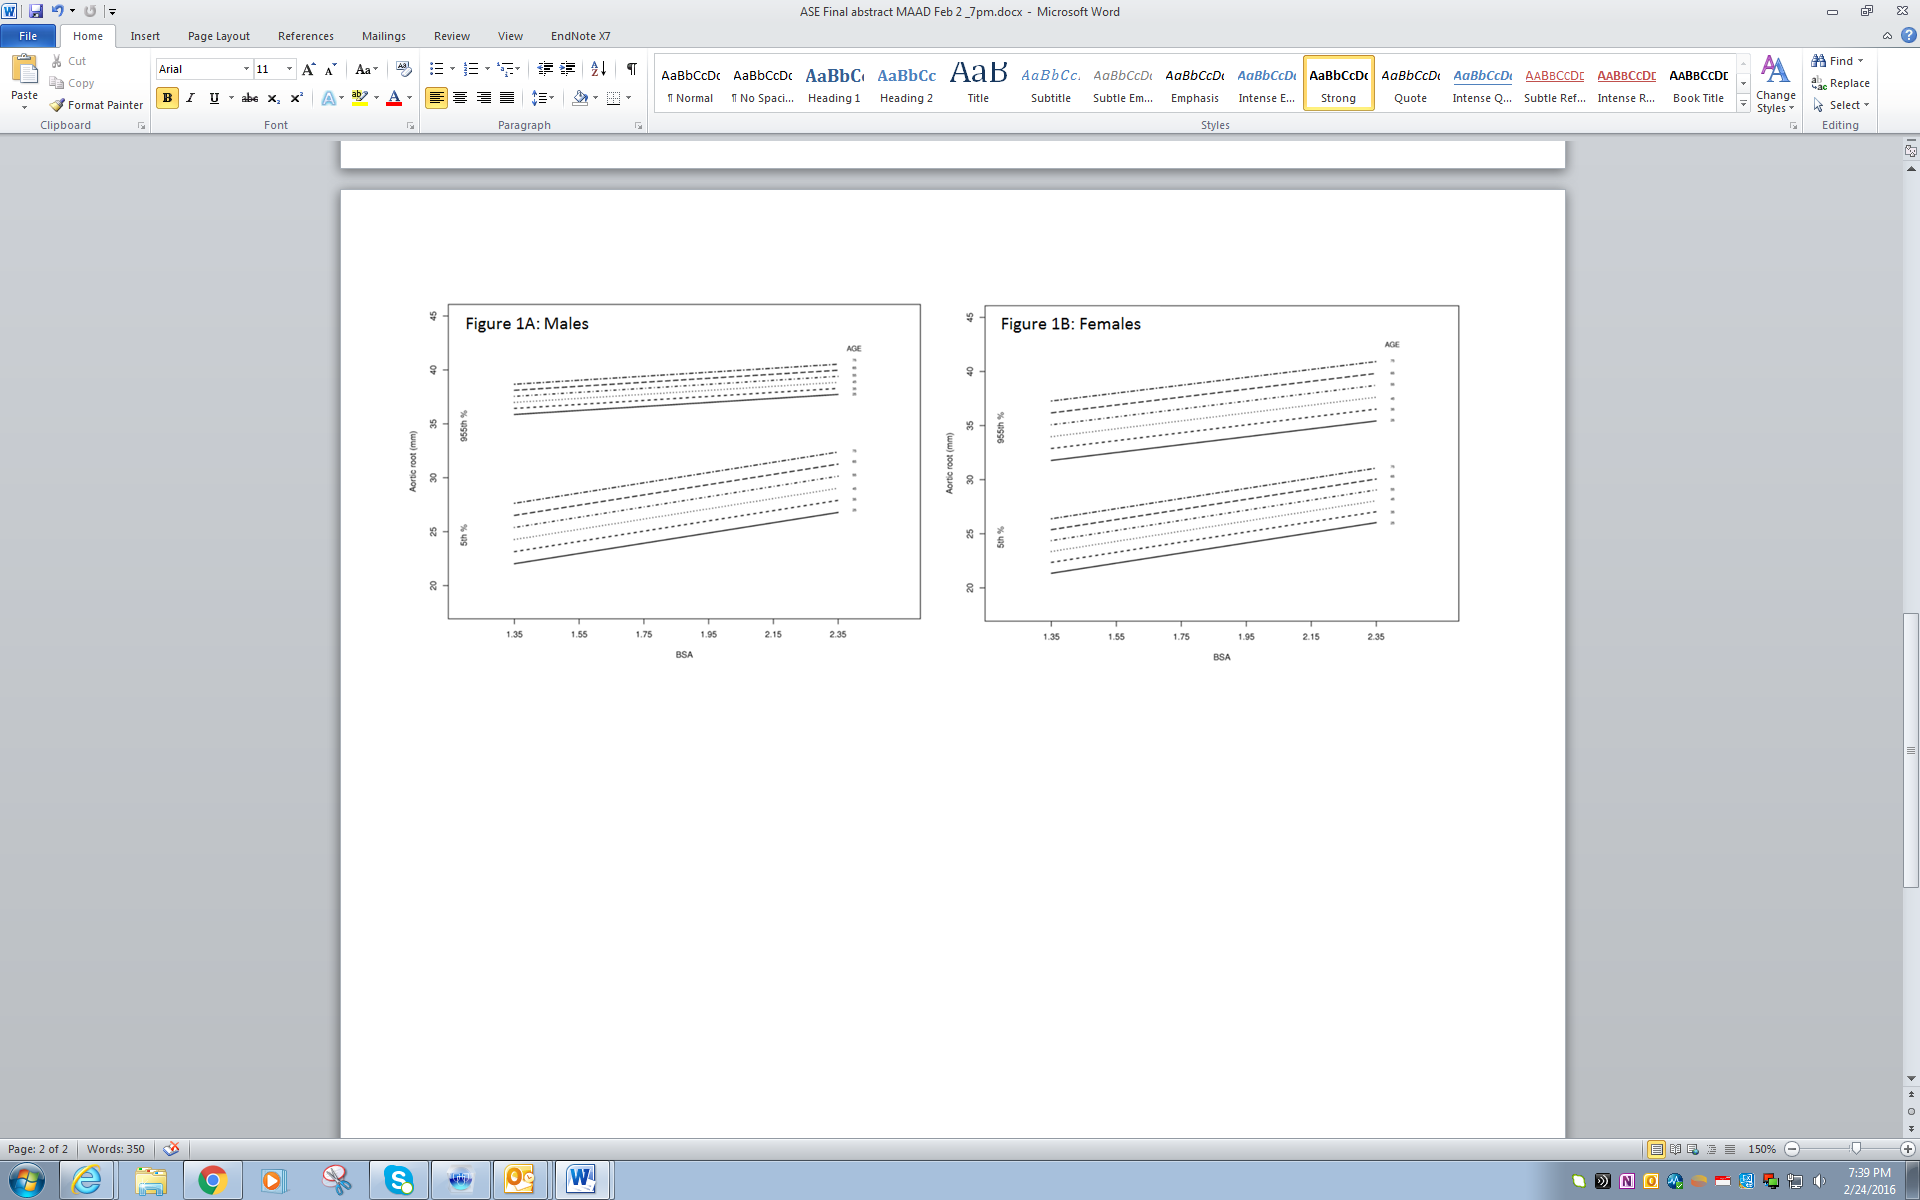 ASE Final abstract MAAD Feb 2 _7pm.docx - Microsoft Word
File Home Insert Page Layout References Mailings Review View EndNote X7
Paste
Cut
Copy
Format Painter
Clipboard
Arial 11
Font
Paragraph
AaBbCcDc AaBbCcDc AaBbCc AaBbCc AaB AaBbCc. AaBbCcDc AaBbCcDc AaBbCcDc AaBbCcDc AaBbCcDc AaBbCcDc AABBCCDE AABBCCDE AABBCCDE
¶ Normal ¶ No Spaci... Heading 1 Heading 2 Title Subtitle Subtle Em... Emphasis Intense E... Strong Quote Intense Q... Subtle Ref... Intense R... Book Title
Styles
Change
Styles
Find
Replace
Select
Editing
Figure 1A: Males
AGE
45
40
35
30
25
20
Aortic root (mm)
955th %
5th %
1.35 1.55 1.75 1.95 2.15 2.35
BSA
Figure 1B: Females
AGE
45
40
35
30
25
20
Aortic root (mm)
955th %
5th %
1.35 1.55 1.75 1.95 2.15 2.35
BSA
Page: 2 of 2 Words: 350
150%
7:39 PM
2/24/2016